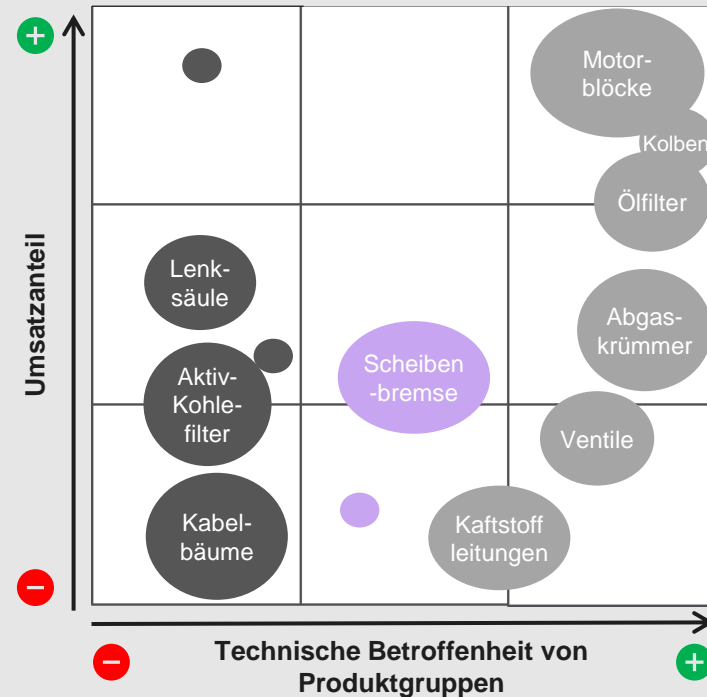 +
Motor-
blöcke
Kolben
Ölfilter
Lenk-
säule
Abgas-
krümmer
Scheiben
-bremse
Aktiv-
Kohle-
filter
Ventile
Kabel-
bäume
Kaftstoff
leitungen
Umsatzanteil
−
−
Technische Betroffenheit von
Produktgruppen
+